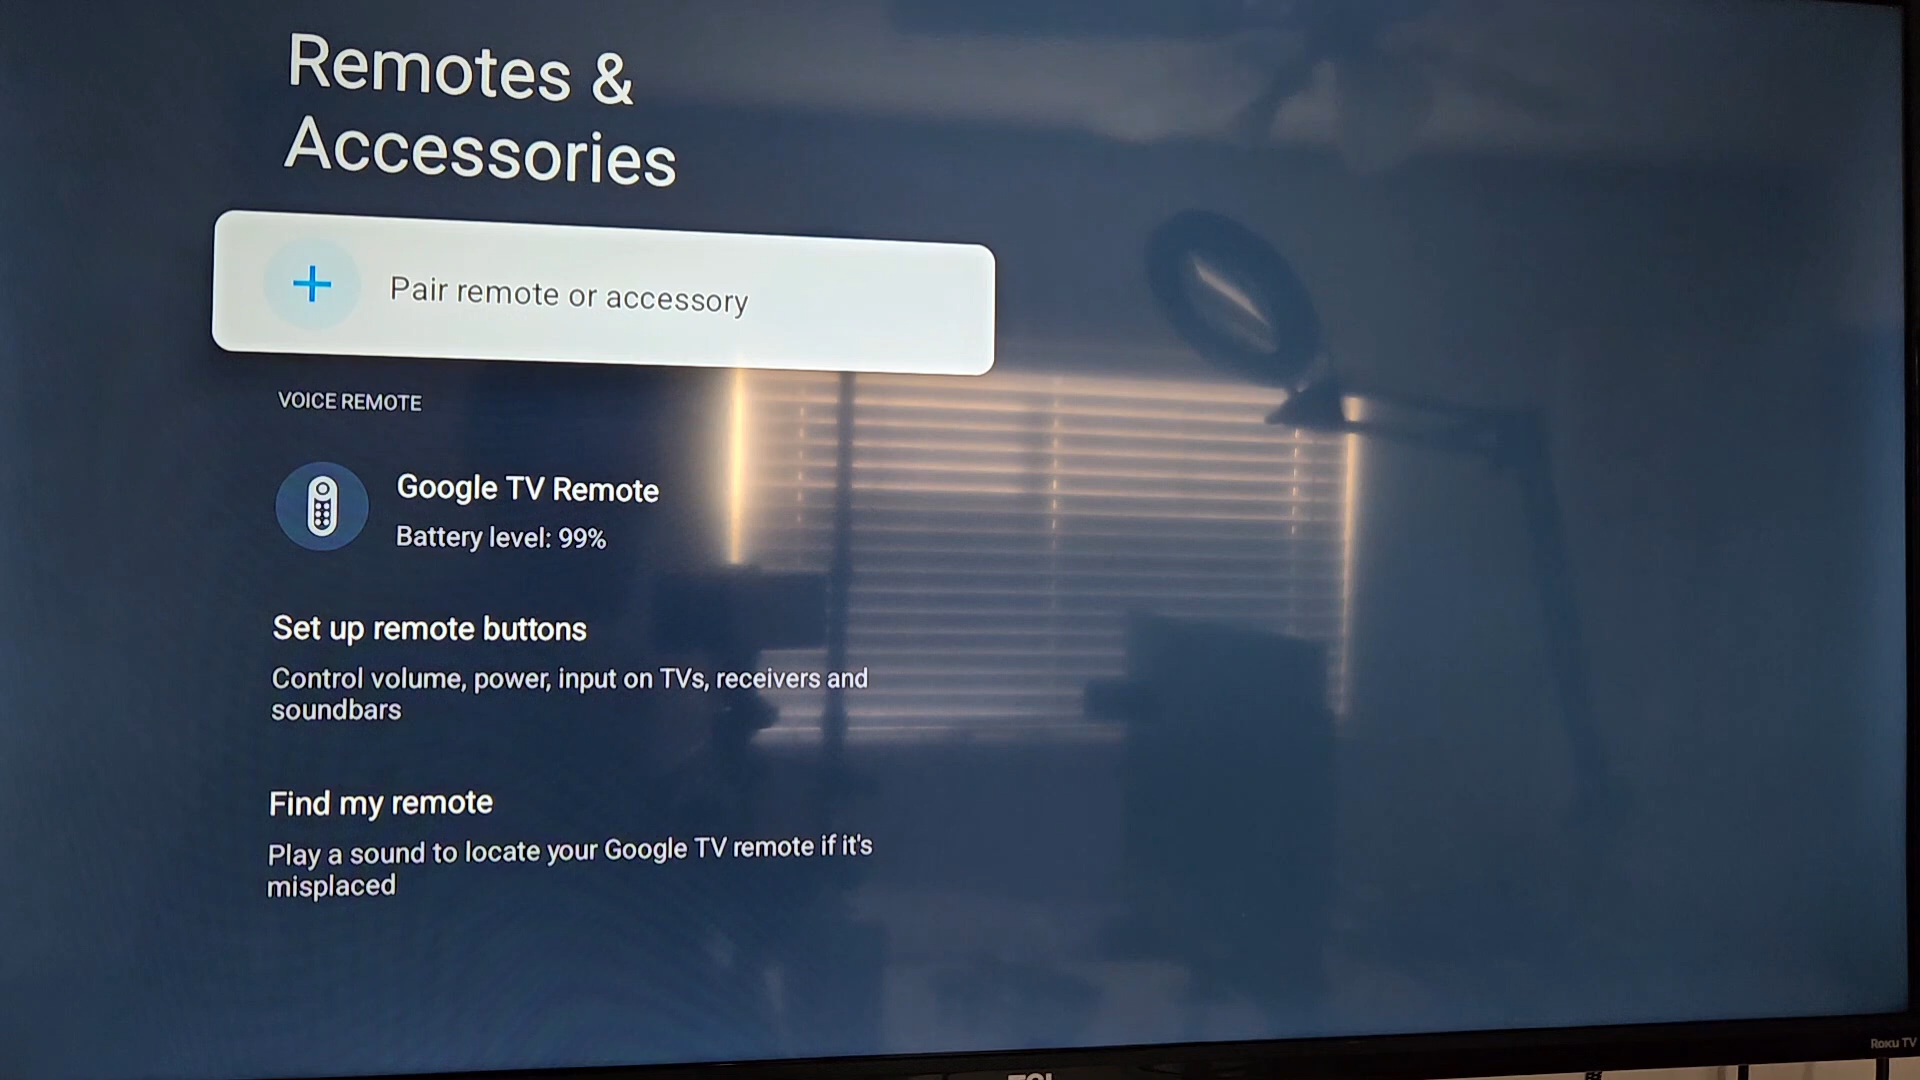 Remotes &
Accessories
Pair remote or accessory
VOICE REMOTE
Google TV Remote
Battery level: 99%
Set up remote buttons
Control volume, power, input on TVs, receivers and
soundbars
Find my remote
Play a sound to locate your Google TV remote if it's
misplaced
Roku TV
TCL